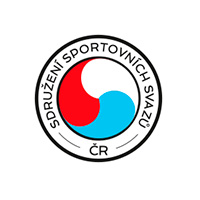 SDRUŽENÍ SPORTOVNÍCH SVAZŮ
ČR